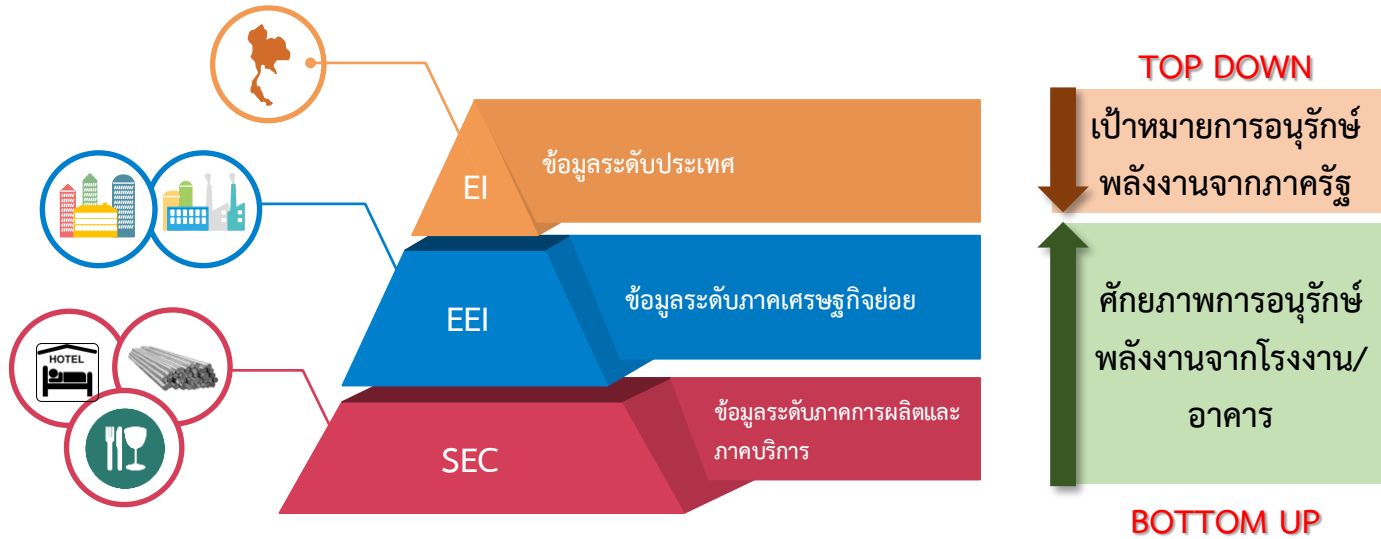 EI
ข้อมูลระดับประเทศ
EEI
ข้อมูลระดับภาคเศรษฐกิจย่อย
HOTEL
SEC
ข้อมูลระดับภาคการผลิตและ
ภาคบริการ
TOP DOWN
เป้าหมายการอนุรักษ์
พลังงานจากภาครัฐ
ศักยภาพการอนุรักษ์
พลังงานจากโรงงาน/
อาคาร
BOTTOM UP